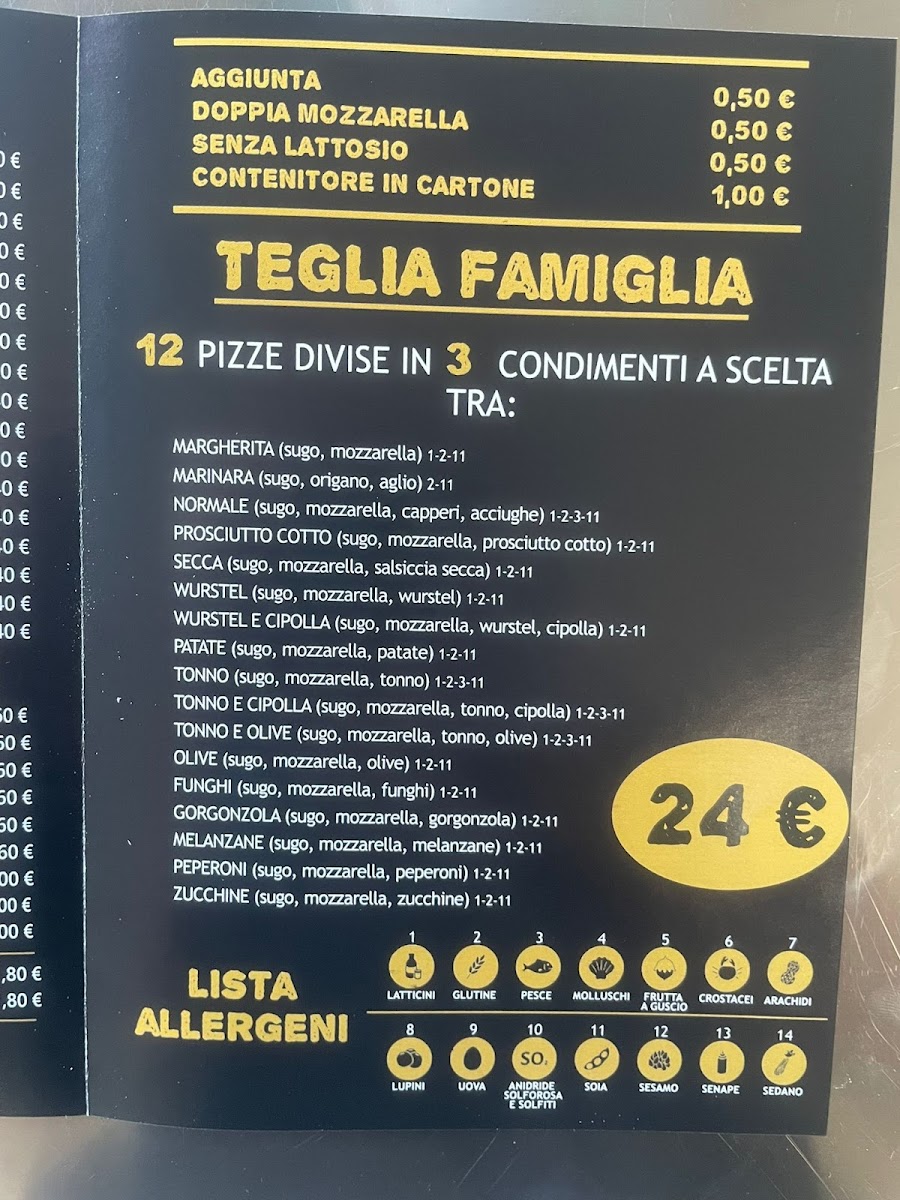 AGGIUNTA 0,50 €
DOPPIA MOZZARELLA 0,50 €
SENZA LATTOSIO 0,50 €
CONTENITORE IN CARTONE 1,00 €
TEGLIA FAMIGLIA
12 PIZZE DIVISE IN 3 CONDIMENTI A SCELTA
TRA:
MARGHERITA (sugo, mozzarella) 1-2-11
MARINARA (sugo, origano, aglio) 2-11
NORMALE (sugo, mozzarella, capperi, acciughe) 1-2-3-11
PROSCIUTTO COTTO (sugo, mozzarella, prosciutto cotto) 1-2-11
SECCA (sugo, mozzarella, salsiccia secca) 1-2-11
WURSTEL (sugo, mozzarella, wurstel) 1-2-11
WURSTEL E CIPOLLA (sugo, mozzarella, wurstel, cipolla) 1-2-11
PATATE (sugo, mozzarella, patate) 1-2-11
TONNO (sugo, mozzarella, tonno) 1-2-3-11
TONNO E CIPOLLA (sugo, mozzarella, tonno, cipolla) 1-2-3-11
TONNO E OLIVE (sugo, mozzarella, tonno, olive) 1-2-3-11
OLIVE (sugo, mozzarella, olive) 1-2-11
FUNGHI (sugo, mozzarella, funghi) 1-2-11
GORGONZOLA (sugo, mozzarella, gorgonzola) 1-2-11
MELANZANE (sugo, mozzarella, melanzane) 1-2-11
PEPERONI (sugo, mozzarella, peperoni) 1-2-11
ZUCCHINE (sugo, mozzarella, zucchine) 1-2-11
24 €
LISTA
ALLERGENI
1 2 3 4 5 6 7
LATTICINI GLUTINE PESCE MOLLUSCHI FRUTTA A GUSCIO CROSTACEI ARACHIDI
8 9 10 11 12 13 14
SO₂
LUPINI UOVA ANIDRIDE SOLFOROSA E SOLFITI SOIA SESAMO SENAPE SEDANO